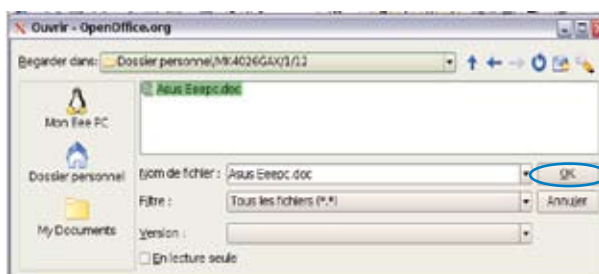 Ouvrir - OpenOffice.org
Regarder dans: Dossier personnel/MK4026GAX/1/12
Asus Eeepc.doc
Mon Eee PC
Dossier personnel
My Documents
Nom de fichier : Asus Eeepc.doc
OK
Filtre : Tous les fichiers (*.*)
Annuler
Version :
En lecture seule